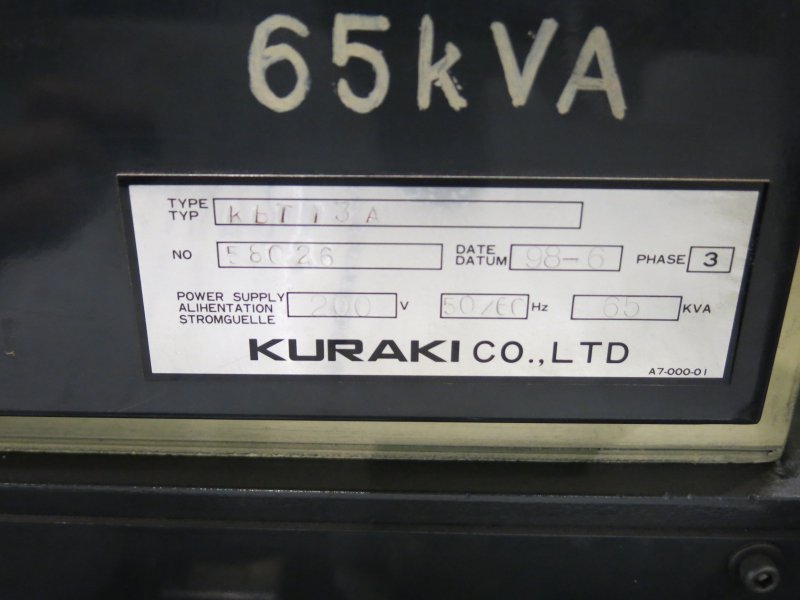 65kVA
TYPE
TYP KBT13A
NO 58026 DATE
DATUM 98-6 PHASE 3
POWER SUPPLY
ALIHENTATION
STROMGUELLE 200 V 50/60 Hz 65 KVA
KURAKI CO.,LTD
A7-000-01